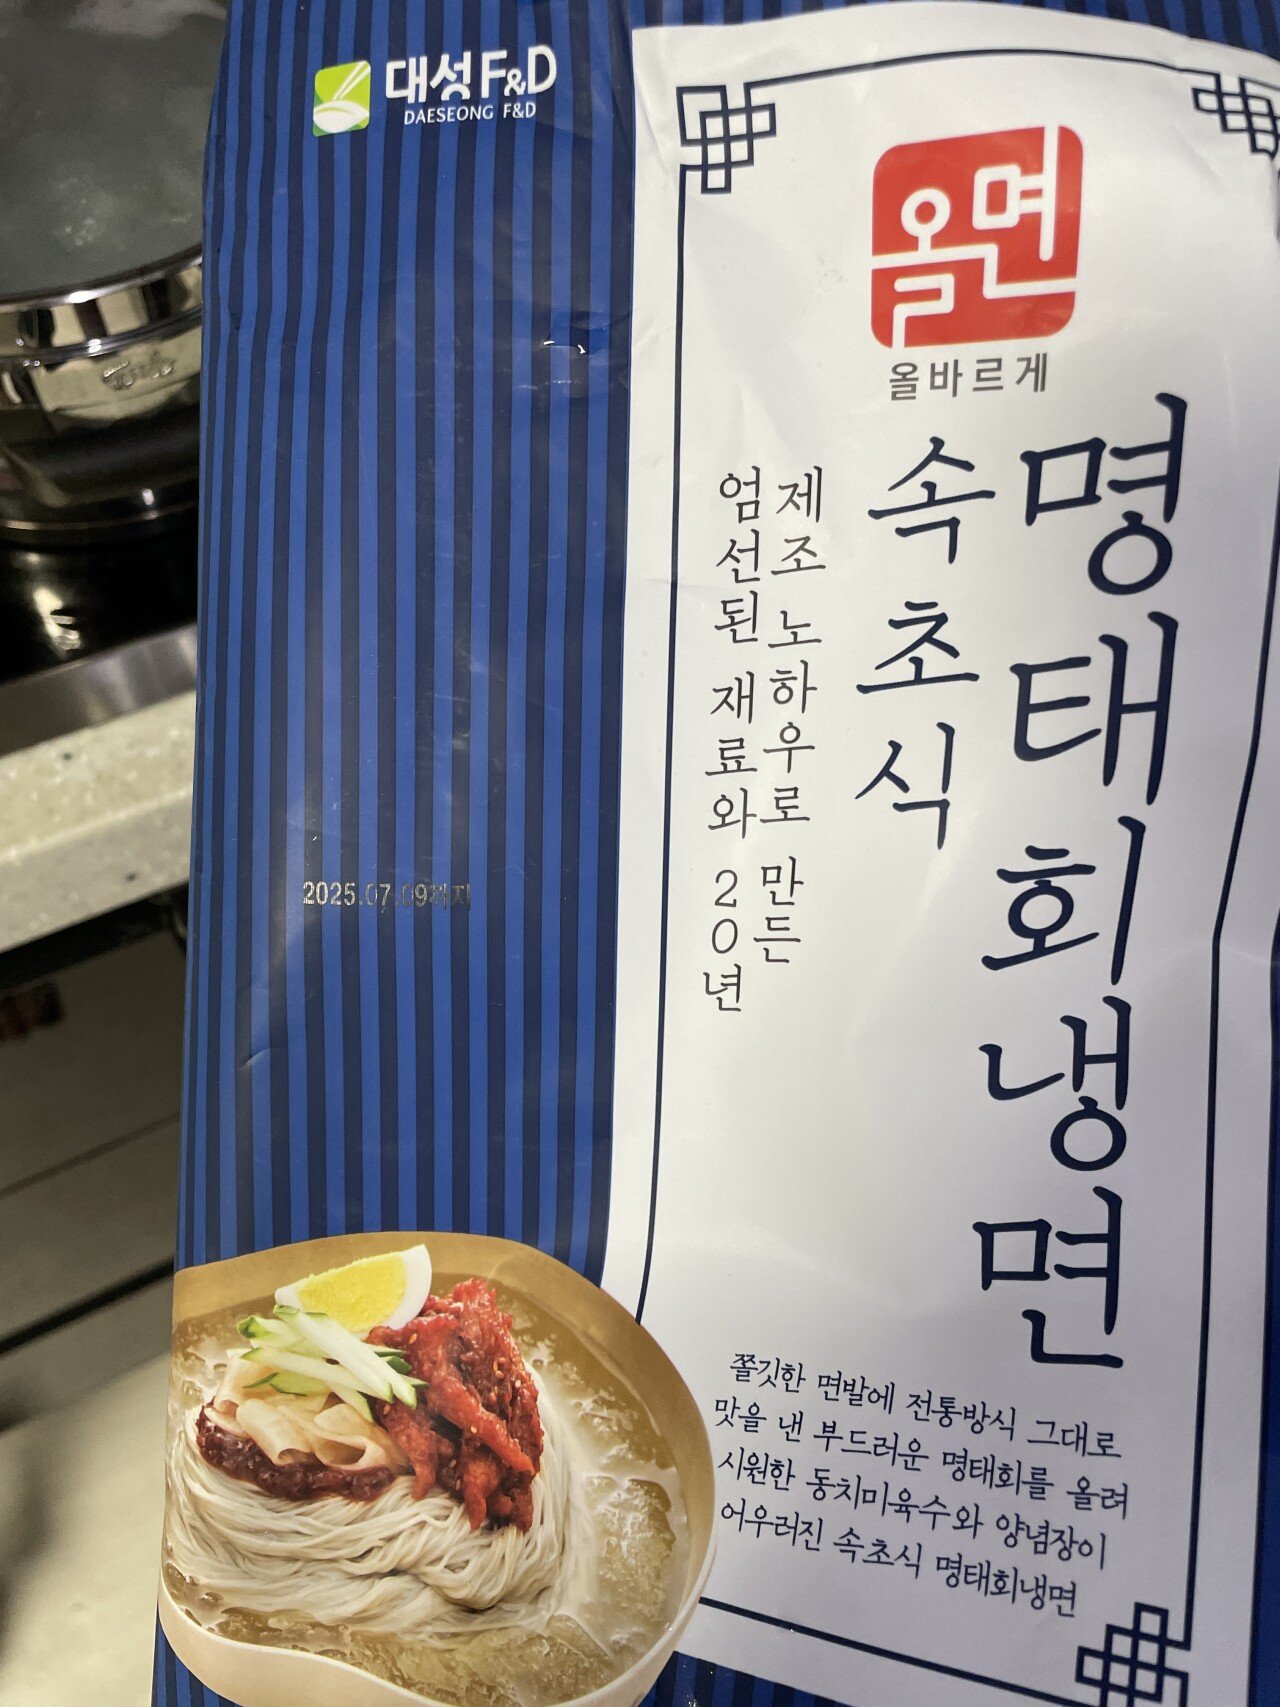 대성 F&D
DAESEONG F&D
올면
올바르게
명태회냉면
속초식
제조 노하우로 만든
엄선된 재료와 20년
2025.07.09까지
쫄깃한 면발에 전통방식 그대로
맛을 낸 부드러운 명태회를 올려
시원한 동치미육수와 양념장이
어우러진 속초식 명태회냉면